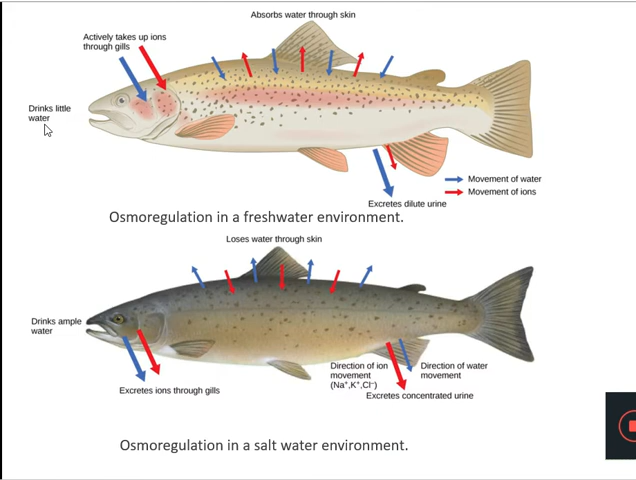 Absorbs water through skin
Actively takes up ions
through gills
Drinks little
water
Movement of water
Movement of ions
Excretes dilute urine
Osmoregulation in a freshwater environment.
Loses water through skin
Drinks ample
water
Direction of ion
movement
(Na⁺,K⁺,Cl⁻)
Direction of water
movement
Excretes ions through gills
Excretes concentrated urine
Osmoregulation in a salt water environment.